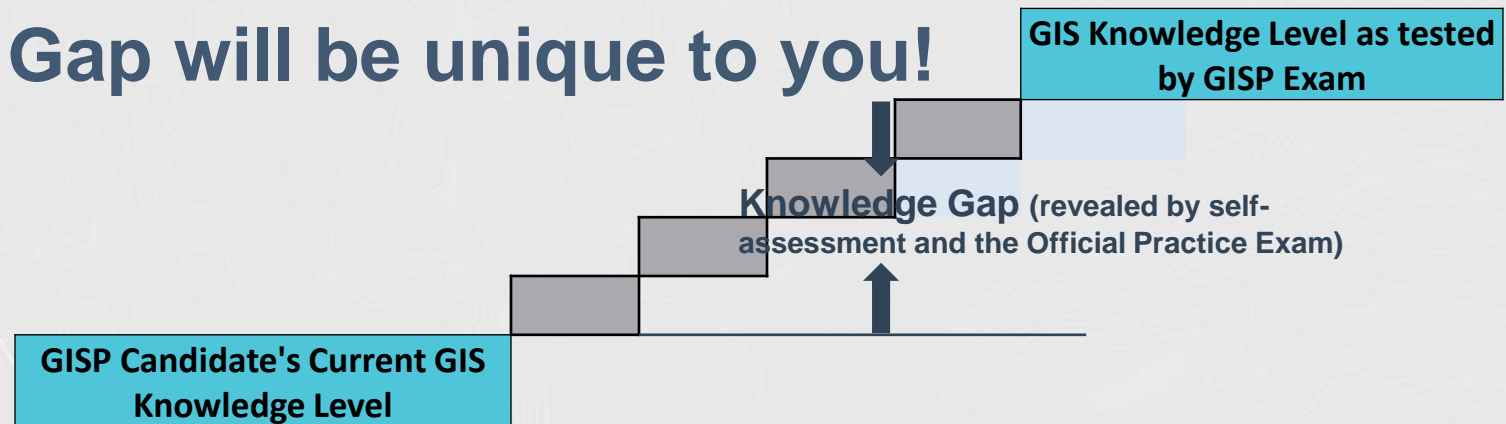 Gap will be unique to you!
GIS Knowledge Level as tested
by GISP Exam
Knowledge Gap (revealed by self-
assessment and the Official Practice Exam)
GISP Candidate's Current GIS
Knowledge Level